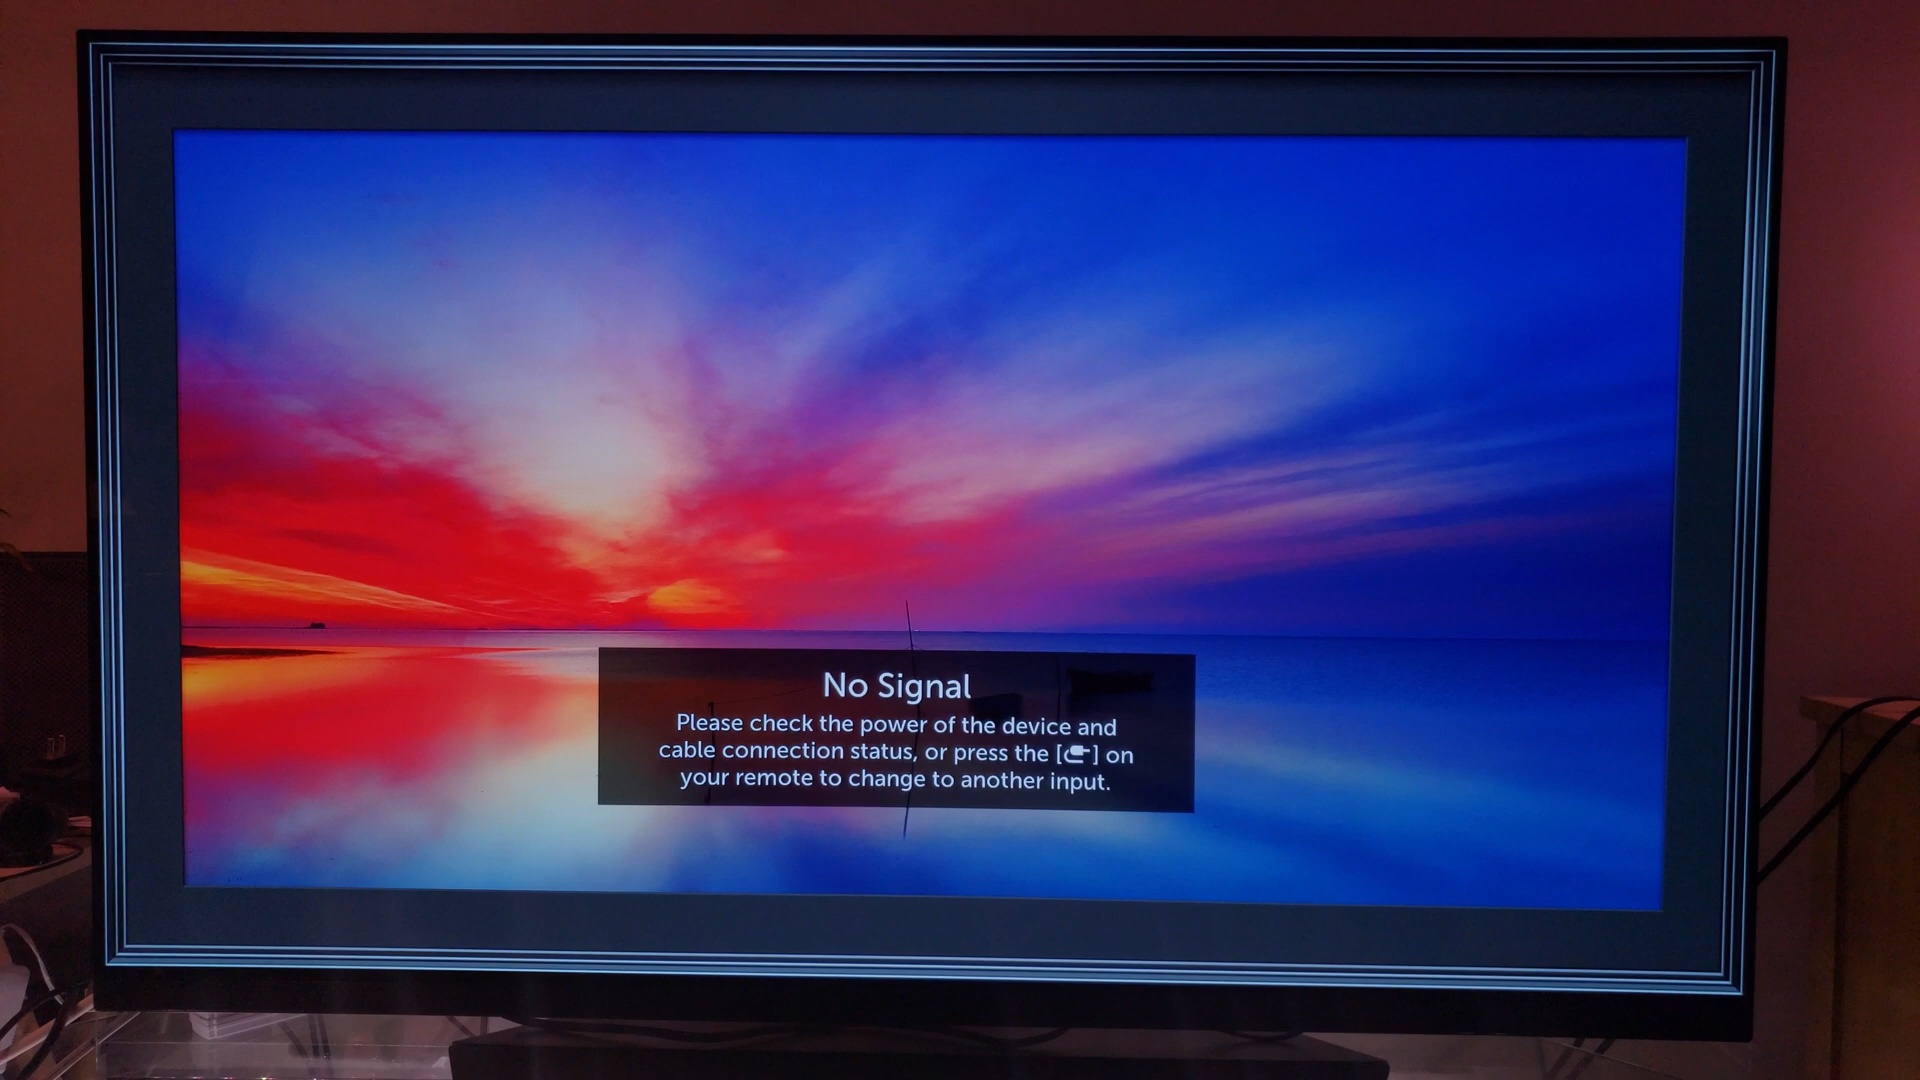 No Signal
Please check the power of the device and
cable connection status, or press the [] on
your remote to change to another input.